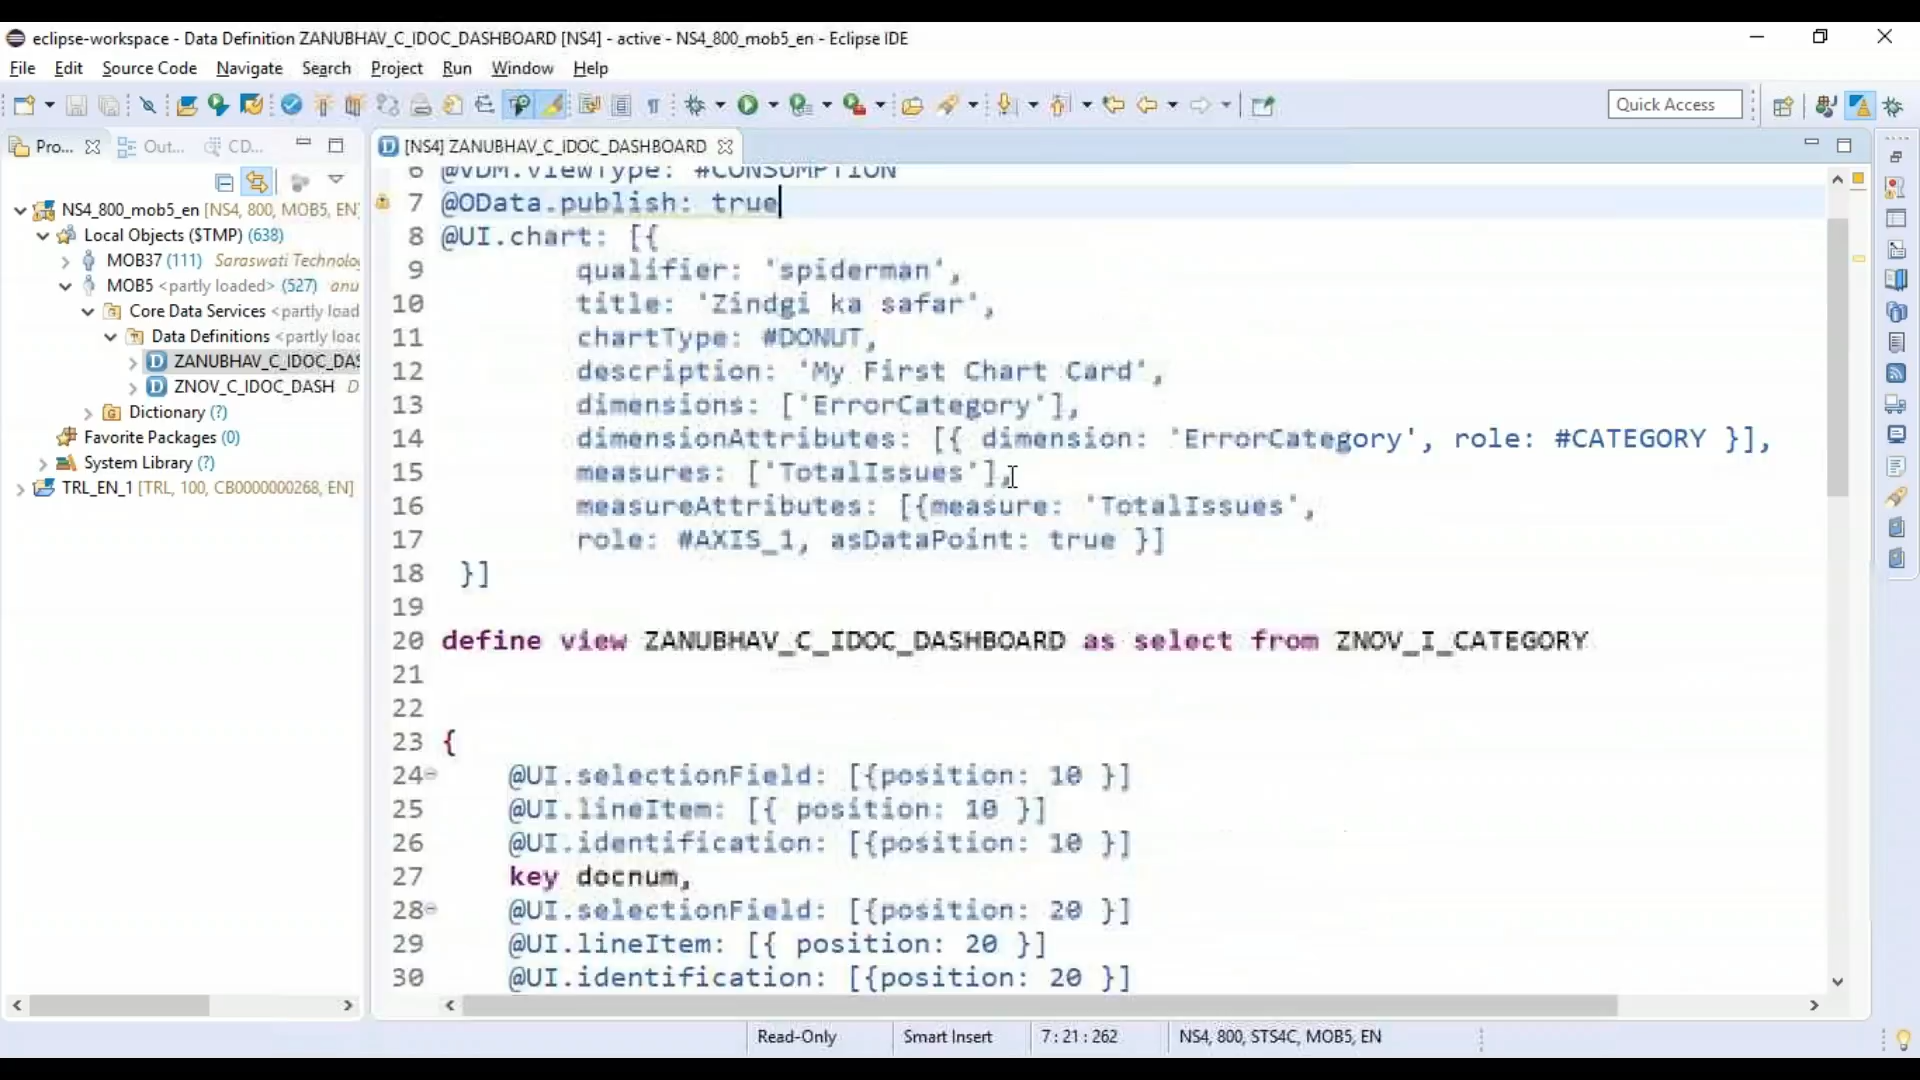 eclipse-workspace - Data Definition ZANUBHAV_C_IDOC_DASHBOARD [NS4] - active - NS4_800_mob5_en - Eclipse IDE
File Edit Source Code Navigate Search Project Run Window Help
Quick Access
Pro... Out... CD...
[NS4] ZANUBHAV_C_IDOC_DASHBOARD
NS4_800_mob5_en [NS4, 800, MOB5, EN]
Local Objects ($TMP) (638)
MOB37 (111) Saraswati Technolo
MOB5 <partly loaded> (527) anu
Core Data Services <partly loa
Data Definitions <partly loac
ZANUBHAV_C_IDOC_DAS
ZNOV_C_IDOC_DASH D
Dictionary (?)
Favorite Packages (0)
System Library (?)
TRL_EN_1 [TRL, 100, CB0000000268, EN]
6 @VDM.viewType: #CONSUMPTION
7 @OData.publish: true
8 @UI.chart: [{
9 qualifier: 'spiderman',
10 title: 'Zindgi ka safar',
11 chartType: #DONUT,
12 description: 'My First Chart Card',
13 dimensions: ['ErrorCategory'],
14 dimensionAttributes: [{ dimension: 'ErrorCategory', role: #CATEGORY }],
15 measures: ['TotalIssues'],
16 measureAttributes: [{measure: 'TotalIssues',
17 role: #AXIS_1, asDataPoint: true }]
18 }]
19
20 define view ZANUBHAV_C_IDOC_DASHBOARD as select from ZNOV_I_CATEGORY
21
22
23 {
24 @UI.selectionField: [{position: 10 }]
25 @UI.lineItem: [{ position: 10 }]
26 @UI.identification: [{position: 10 }]
27 key docnum,
28 @UI.selectionField: [{position: 20 }]
29 @UI.lineItem: [{ position: 20 }]
30 @UI.identification: [{position: 20 }]
Read-Only Smart Insert 7 : 21 : 262 NS4, 800, STS4C, MOB5, EN